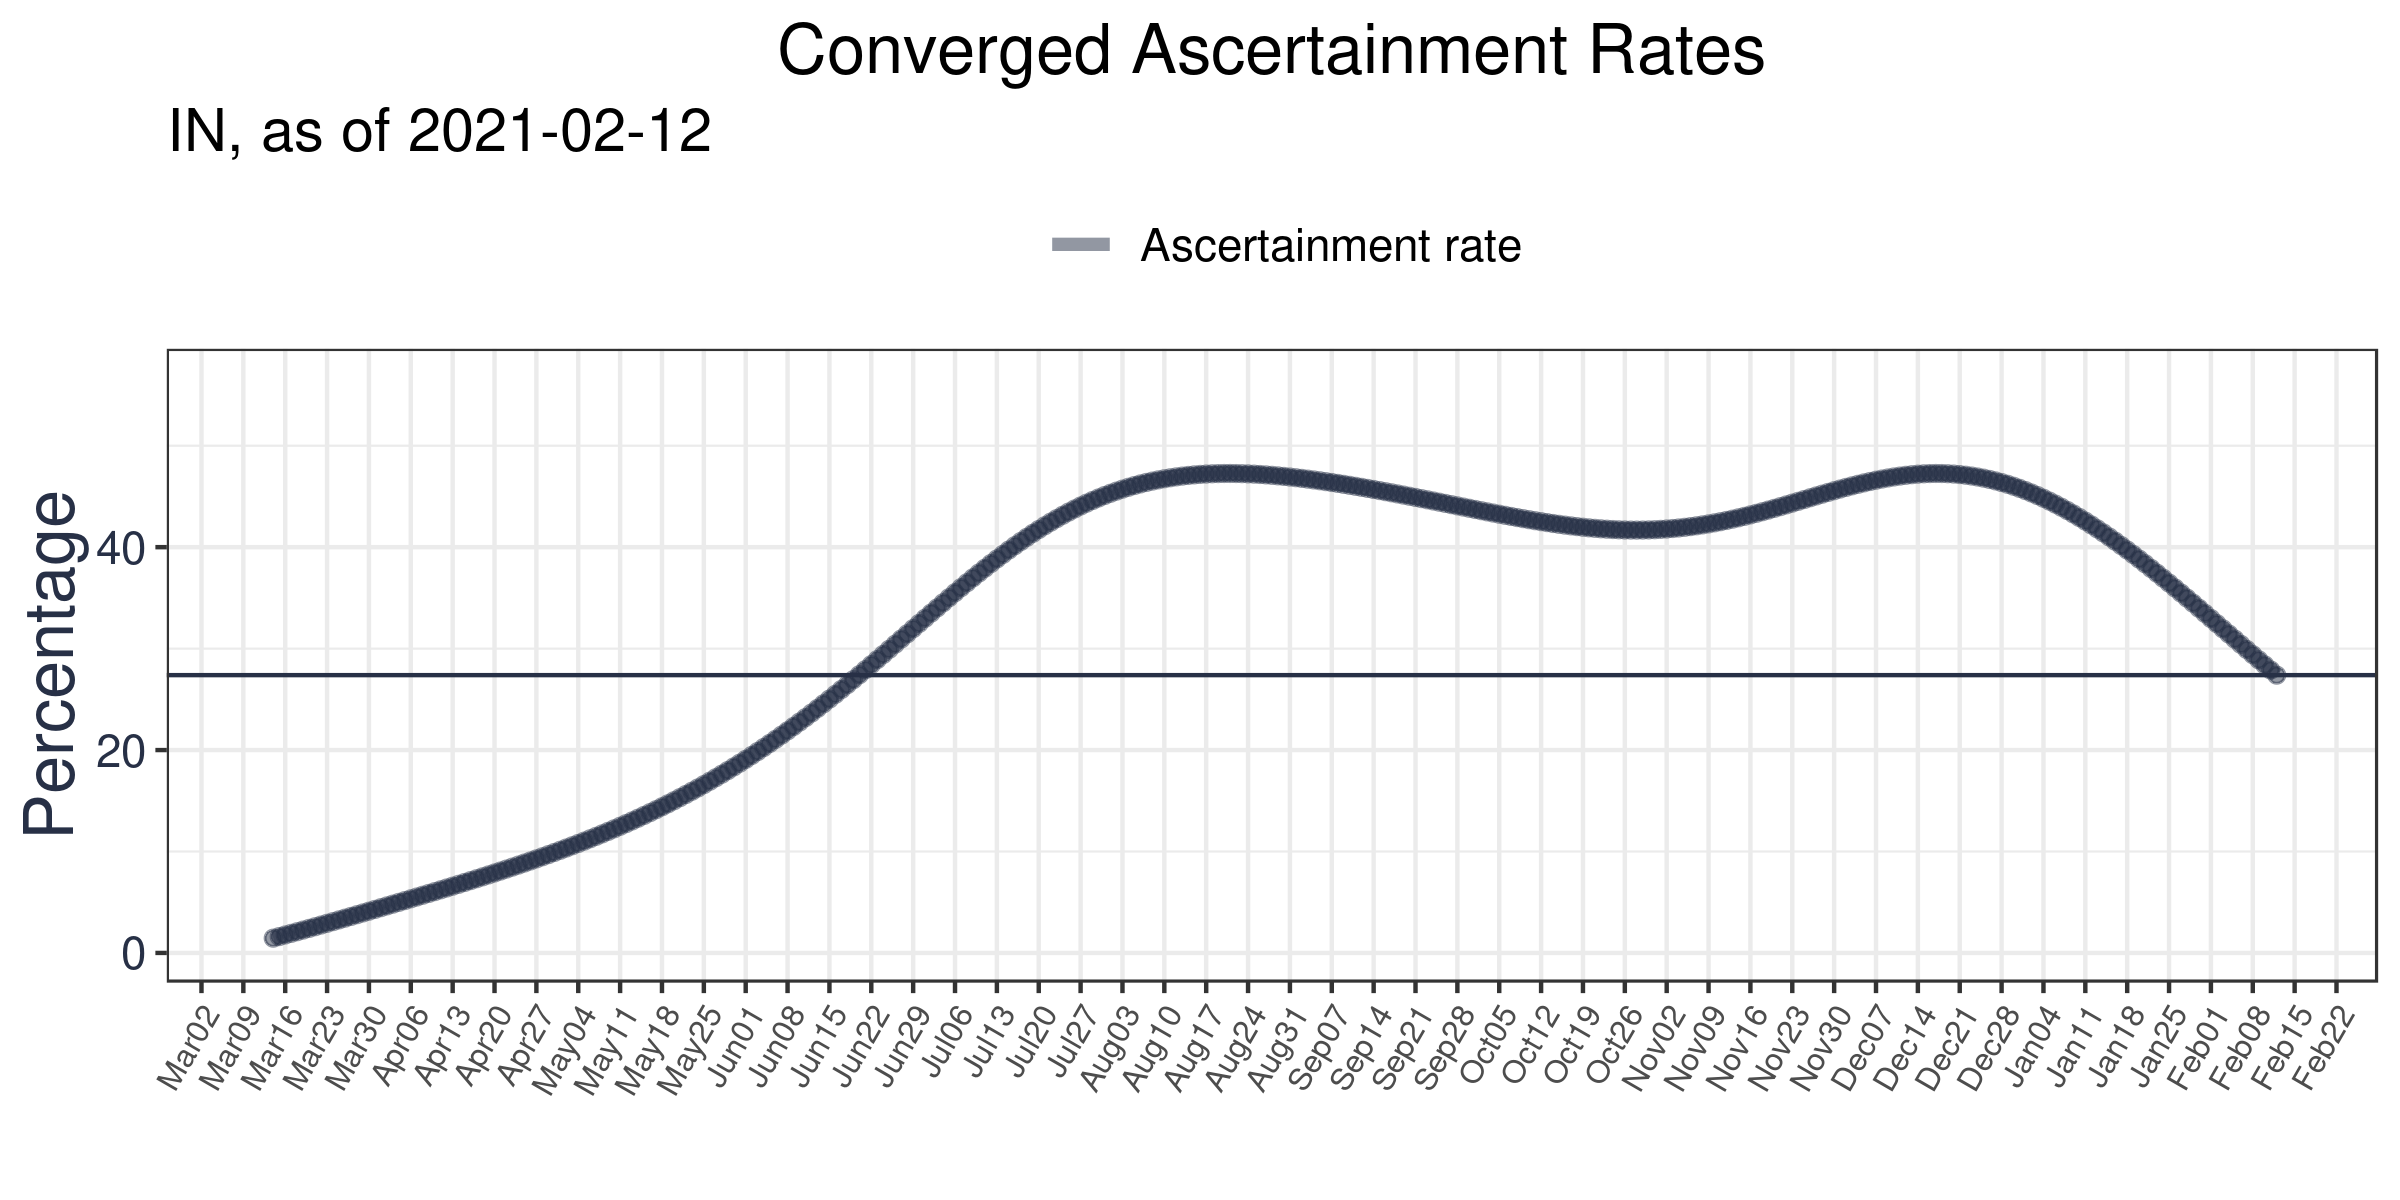 Converged Ascertainment Rates
IN, as of 2021-02-12
Ascertainment rate
Percentage
40
20
0
Mar02 Mar09 Mar16 Mar23 Mar30 Apr06 Apr13 Apr20 Apr27 May04 May11 May18 May25 Jun01 Jun08 Jun15 Jun22 Jun29 Jul06 Jul13 Jul20 Jul27 Aug03 Aug10 Aug17 Aug24 Aug31 Sep07 Sep14 Sep21 Sep28 Oct05 Oct12 Oct19 Oct26 Nov02 Nov09 Nov16 Nov23 Nov30 Dec07 Dec14 Dec21 Dec28 Jan04 Jan11 Jan18 Jan25 Feb01 Feb08 Feb15 Feb22